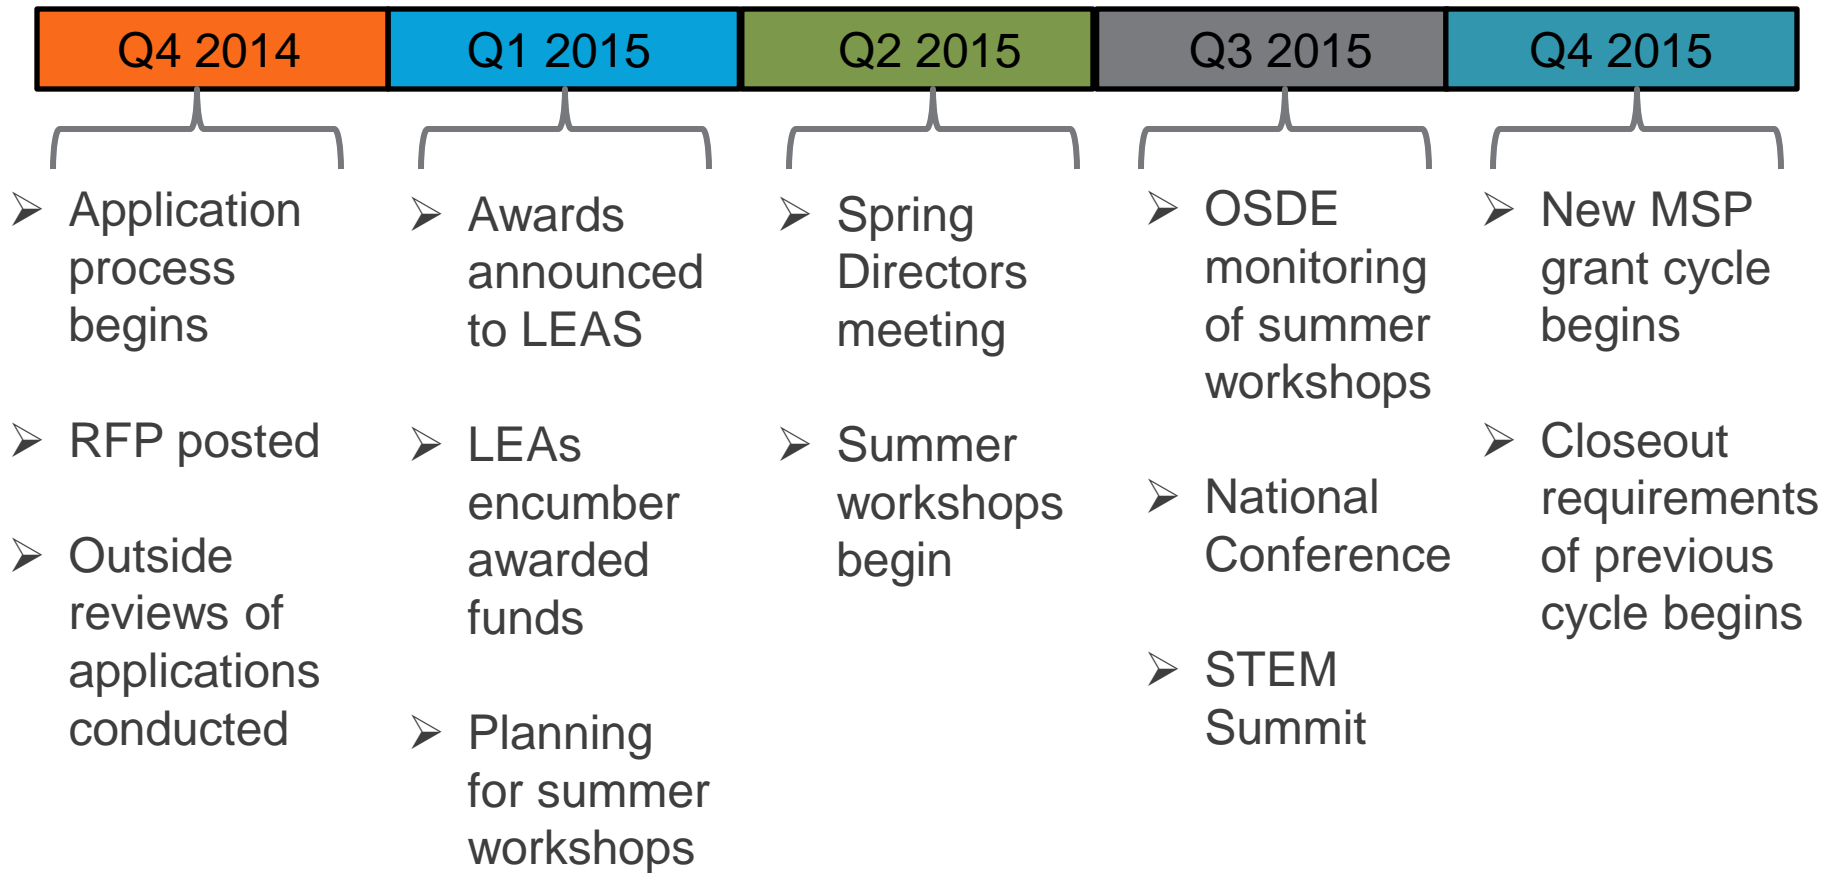 Q4 2014
Q1 2015
Q2 2015
Q3 2015
Q4 2015
➢ Application
process
begins
➢ RFP posted
➢ Outside
reviews of
applications
conducted
➢ Awards
announced
to LEAS
➢ LEAs
encumber
awarded
funds
➢ Planning
for summer
workshops
➢ Spring
Directors
meeting
➢ Summer
workshops
begin
➢ OSDE
monitoring
of summer
workshops
➢ National
Conference
➢ STEM
Summit
➢ New MSP
grant cycle
begins
➢ Closeout
requirements
of previous
cycle begins